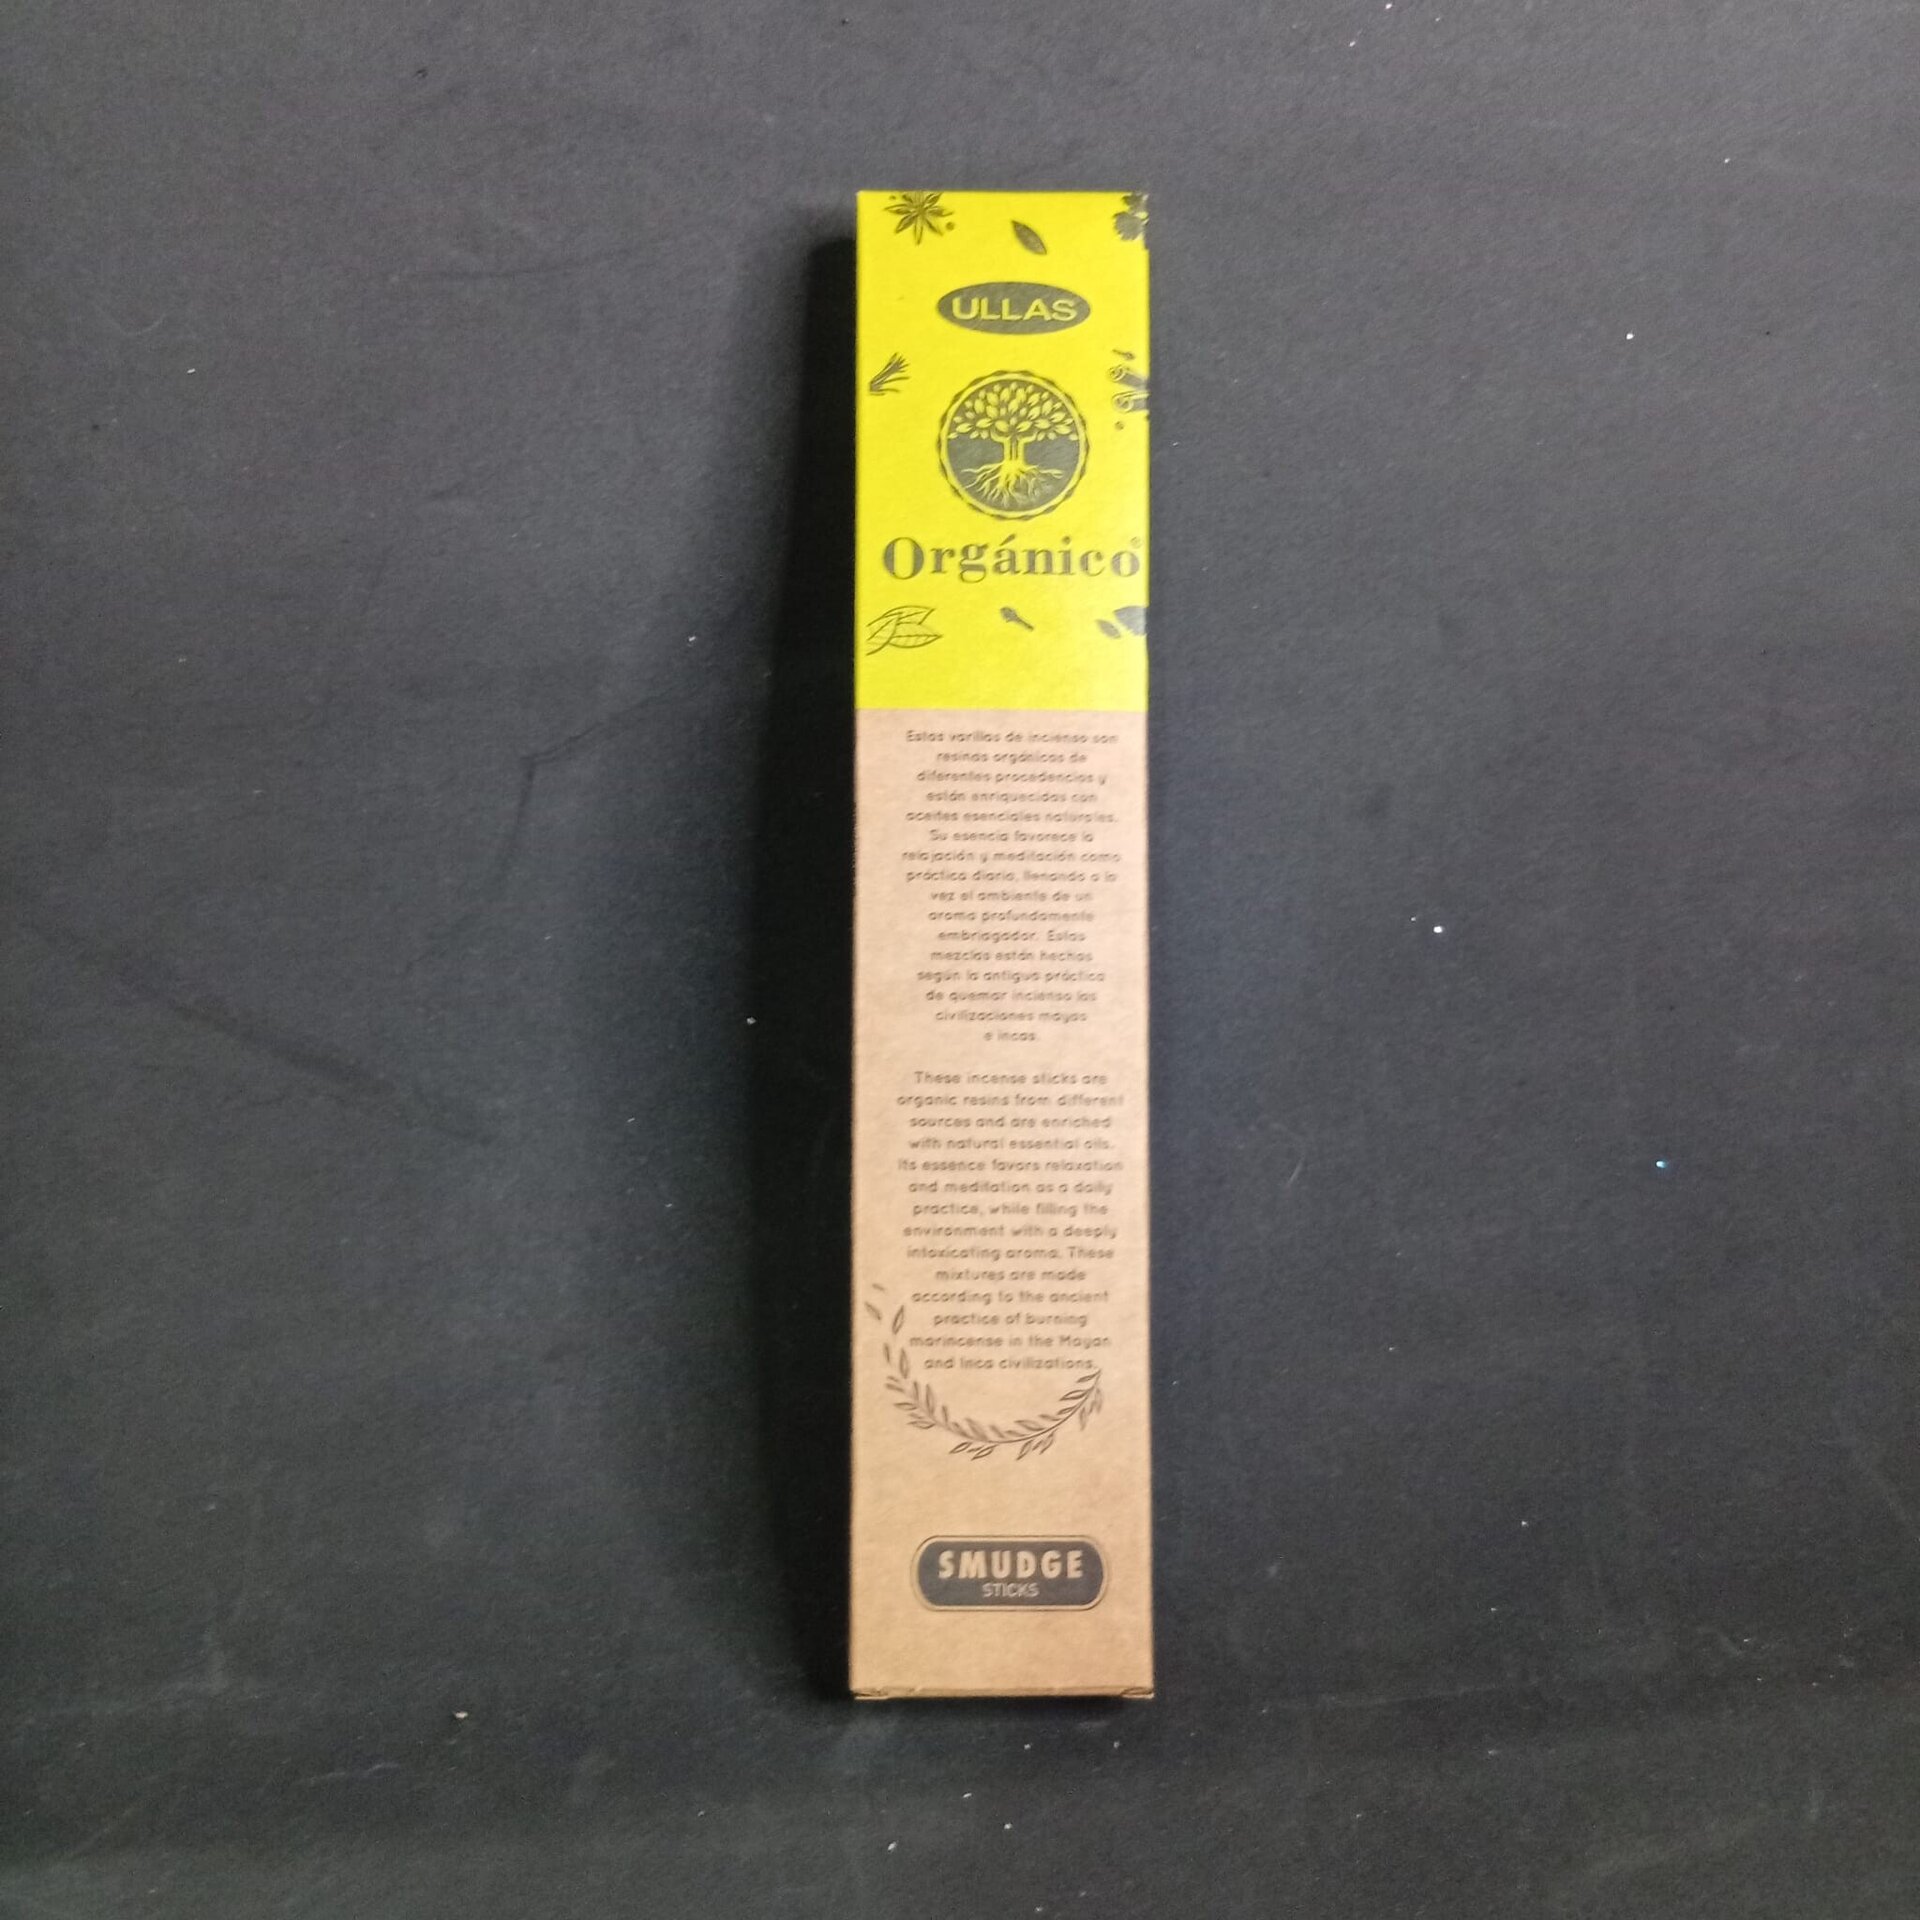 ULLAS
Orgánico®
Estas varillas de incienso son
resinas orgánicas de
diferentes procedencias y
están enriquecidas con
aceites esenciales naturales.
Su esencia favorece la
relajación y meditación como
práctica diaria, llenando a la
vez el ambiente de un
aroma profundamente
embriagador. Estas
mezclas están hechas
según la antigua práctica
de quemar incienso las
civilizaciones mayas
e incas.
These incense sticks are
organic resins from different
sources and are enriched
with natural essential oils.
Its essence favors relaxation
and meditation as a daily
practice, while filling the
environment with a deeply
intoxicating aroma. These
mixtures are made
according to the ancient
practice of burning
marincense in the Mayan
and Inca civilizations.
SMUDGE
STICKS